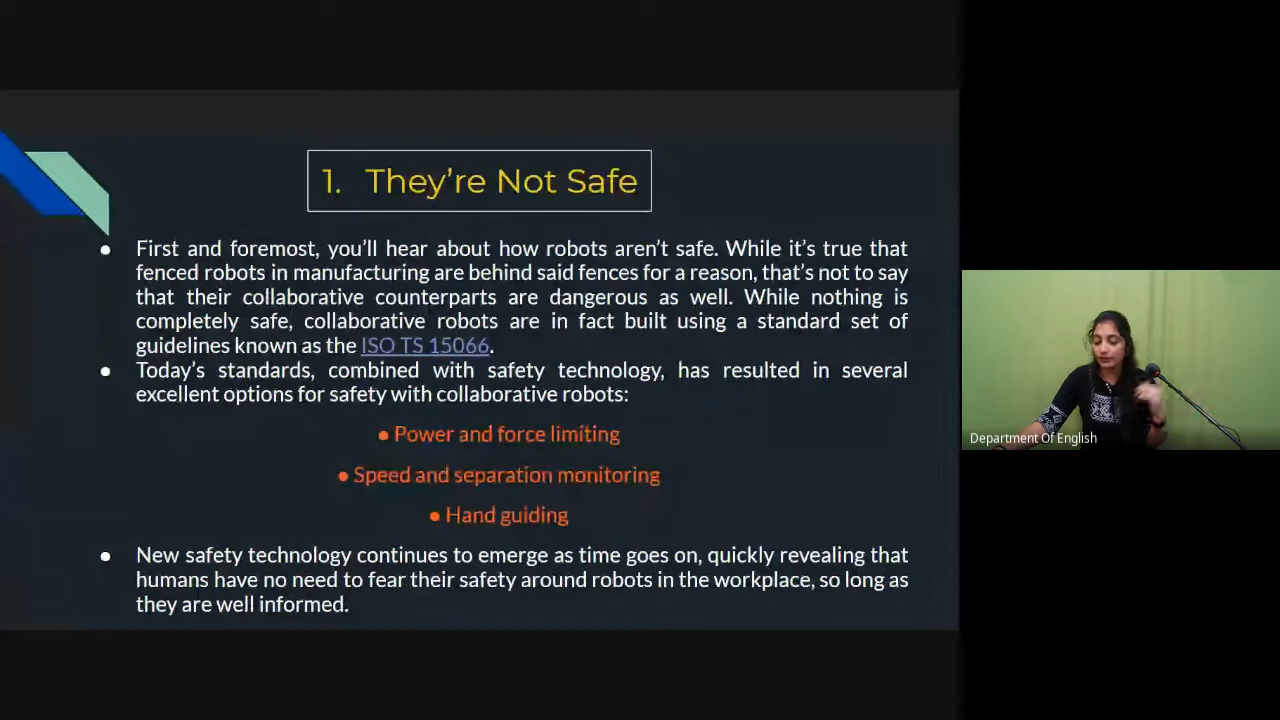 1. They’re Not Safe
● First and foremost, you’ll hear about how robots aren’t safe. While it’s true that
fenced robots in manufacturing are behind said fences for a reason, that’s not to say
that their collaborative counterparts are dangerous as well. While nothing is
completely safe, collaborative robots are in fact built using a standard set of
guidelines known as the ISO TS 15066.
● Today’s standards, combined with safety technology, has resulted in several
excellent options for safety with collaborative robots:
● Power and force limiting
● Speed and separation monitoring
● Hand guiding
● New safety technology continues to emerge as time goes on, quickly revealing that
humans have no need to fear their safety around robots in the workplace, so long as
they are well informed.
Department Of English